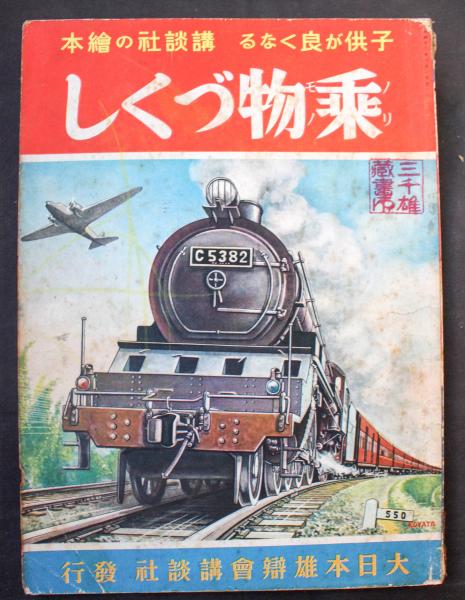 子供が良くなる 講談社の繪本
乘物づくし
ノリモノ
三千雄
藏書印
C5382
550
KOYATA
大日本雄辯會講談社 發行